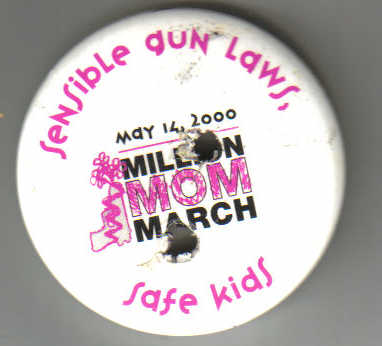 sensible gun laws,
may 14, 2000
MILLION
MOM
MARCH
safe kids